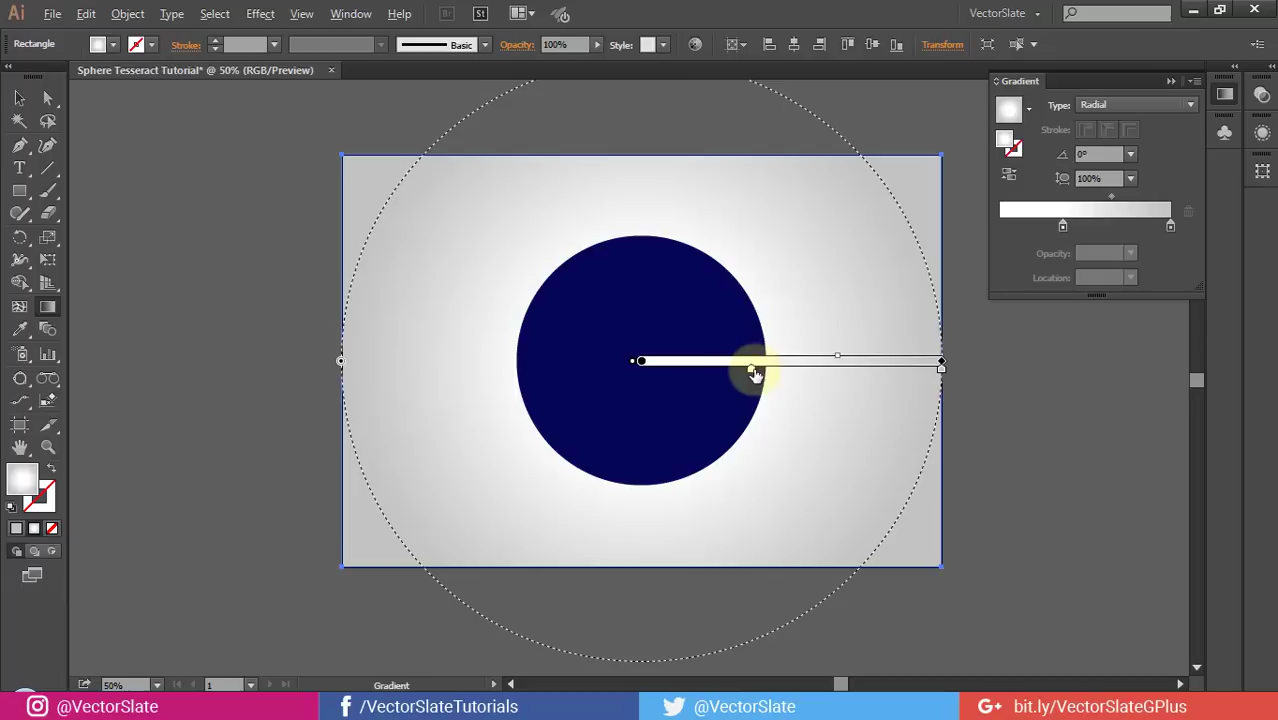 Ai File Edit Object Type Select Effect View Window Help Br St VectorSlate
Rectangle Stroke: Basic Opacity: 100% Style: Transform
Sphere Tesseract Tutorial* @ 50% (RGB/Preview)
Gradient
Type: Radial
Stroke:
0°
100%
Opacity:
Location:
50% 1 Gradient
@VectorSlate /VectorSlateTutorials @VectorSlate G+ bit.ly/VectorSlateGPlus